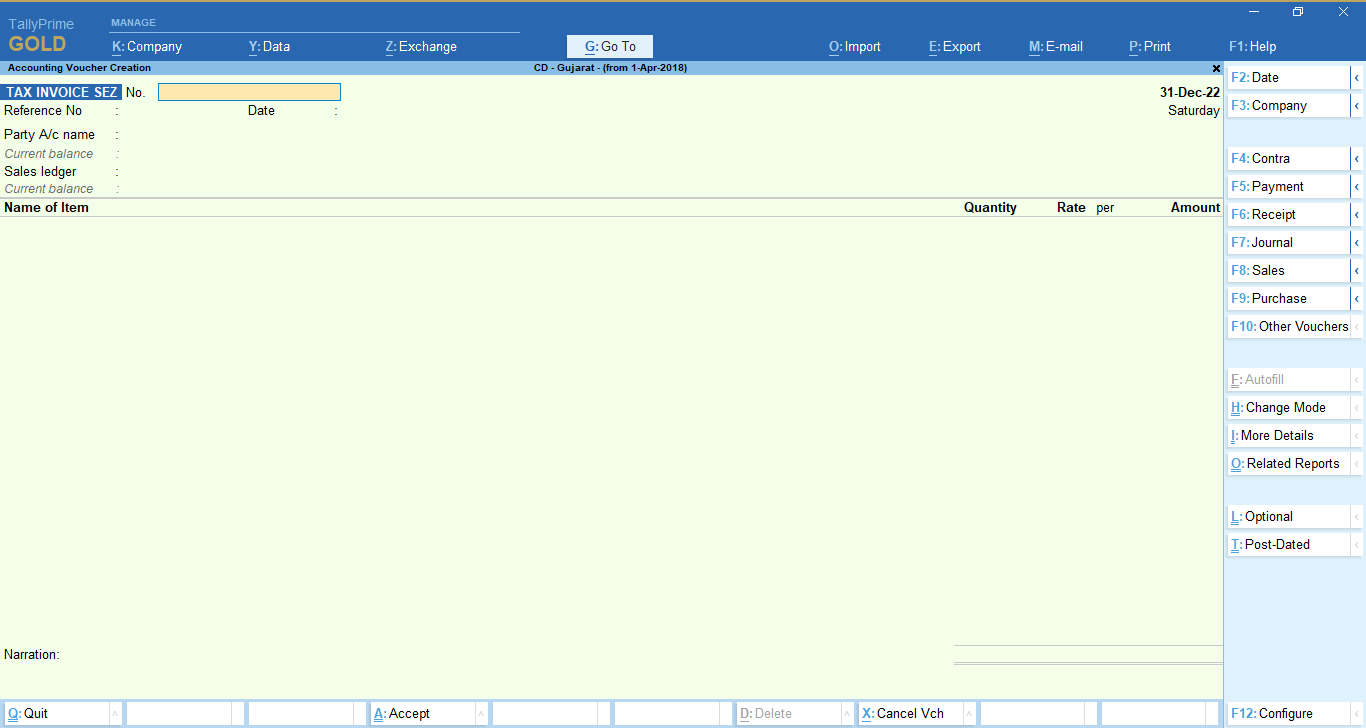 TallyPrime
GOLD
MANAGE
K: Company
Y: Data
Z: Exchange
G: Go To
O: Import
E: Export
M: E-mail
P: Print
F1: Help
Accounting Voucher Creation
CD - Gujarat - (from 1-Apr-2018)
TAX INVOICE SEZ No.
31-Dec-22
Reference No :
Date :
Saturday
Party A/c name :
Current balance :
Sales ledger :
Current balance :
Name of Item
Quantity
Rate per
Amount
Narration:
F2: Date
F3: Company
F4: Contra
F5: Payment
F6: Receipt
F7: Journal
F8: Sales
F9: Purchase
F10: Other Vouchers
F: Autofill
H: Change Mode
I: More Details
O: Related Reports
L: Optional
T: Post-Dated
Q: Quit
A: Accept
D: Delete
X: Cancel Vch
F12: Configure